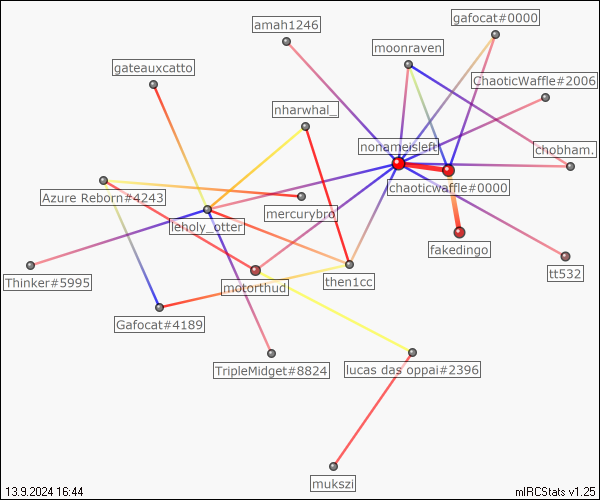 gafocat#0000
amah1246
moonraven
gateauxcatto
ChaoticWaffle#2006
nharwhal_
nonameisleft
chobham.
chaoticwaffle#0000
Azure Reborn#4243
mercurybro
leholy_otter
fakedingo
Thinker#5995
motorthud
then1cc
tt532
Gafocat#4189
TripleMidget#8824
lucas das oppai#2396
mukszi
13.9.2024 16:44
mIRCStats v1.25